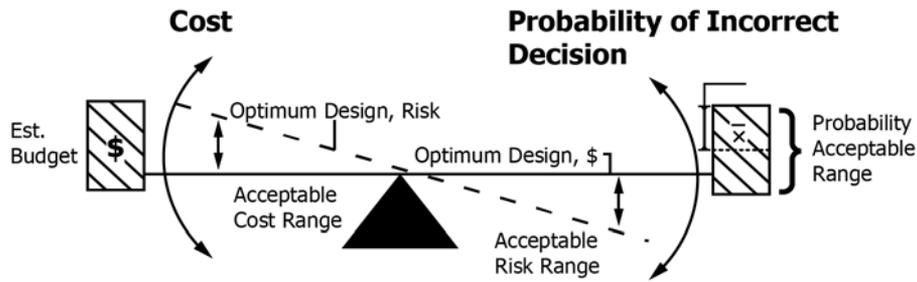 Cost
Probability of Incorrect
Decision
Optimum Design, Risk
Est.
Budget
$
x̄
Probability
Acceptable
Range
Optimum Design, $
Acceptable
Cost Range
Acceptable
Risk Range